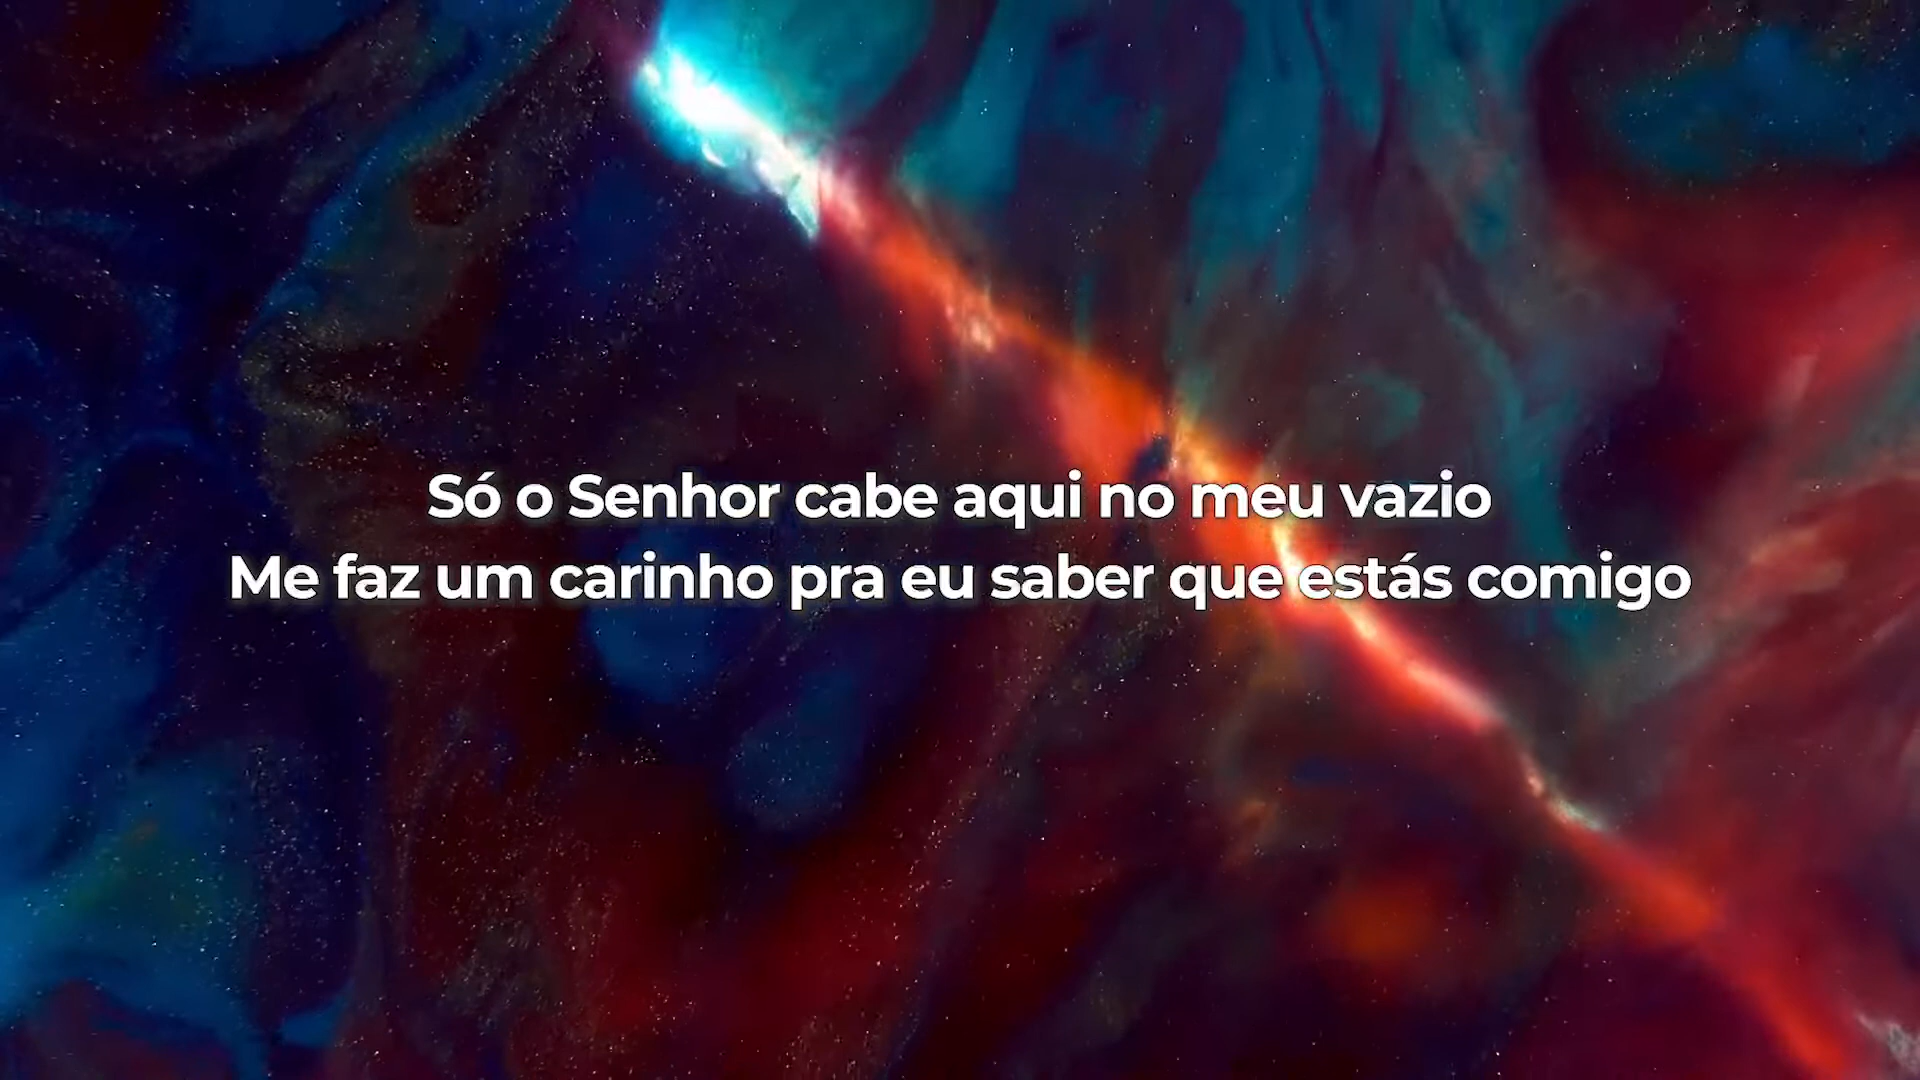 Só o Senhor cabe aqui no meu vazio
Me faz um carinho pra eu saber que estás comigo